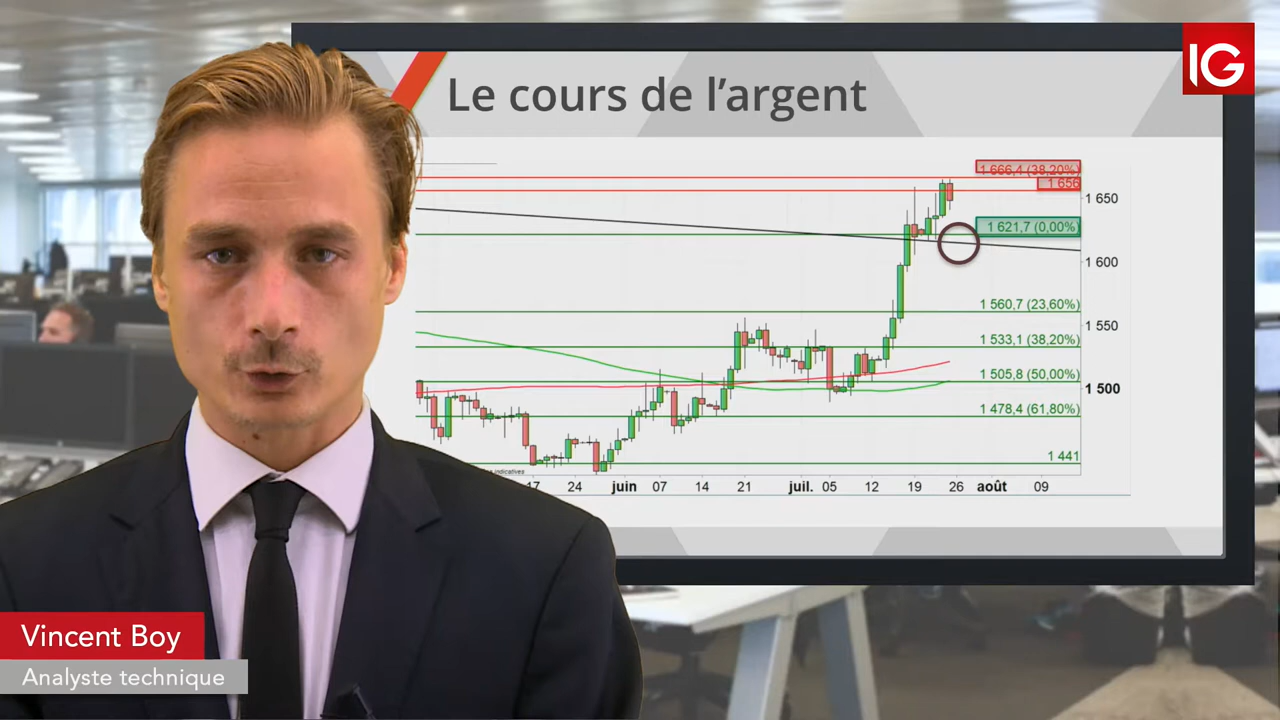 IG
Le cours de l'argent
1 666,4 (38,20%)
1 656
1 650
1 621,7 (0,00%)
1 600
1 560,7 (23,60%)
1 550
1 533,1 (38,20%)
1 505,8 (50,00%)
1 500
1 478,4 (61,80%)
1 441
indicatives
17 24 juin 07 14 21 juil. 05 12 19 26 août 09
Vincent Boy
Analyste technique